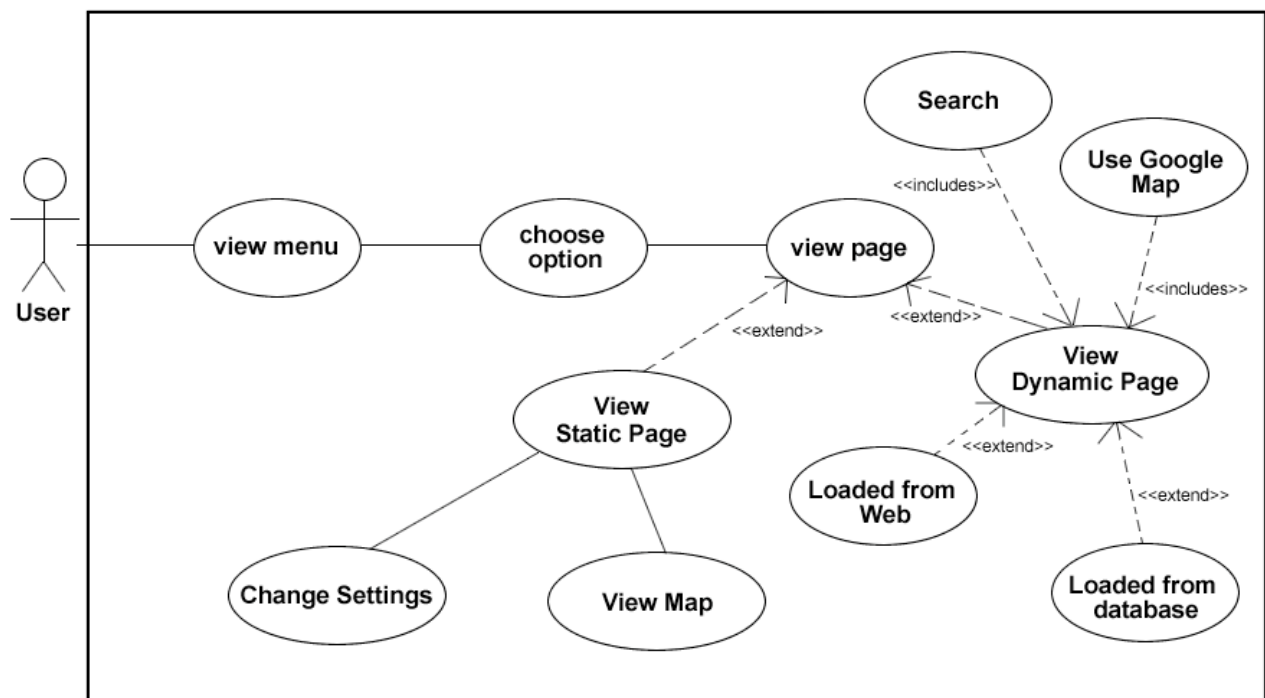 Search
Use Google
Map
<<includes>>
User
view menu
choose
option
view page
<<includes>>
<<extend>>
<<extend>>
View
Dynamic Page
View
Static Page
<<extend>>
Loaded from
Web
<<extend>>
Change Settings
View Map
Loaded from
database